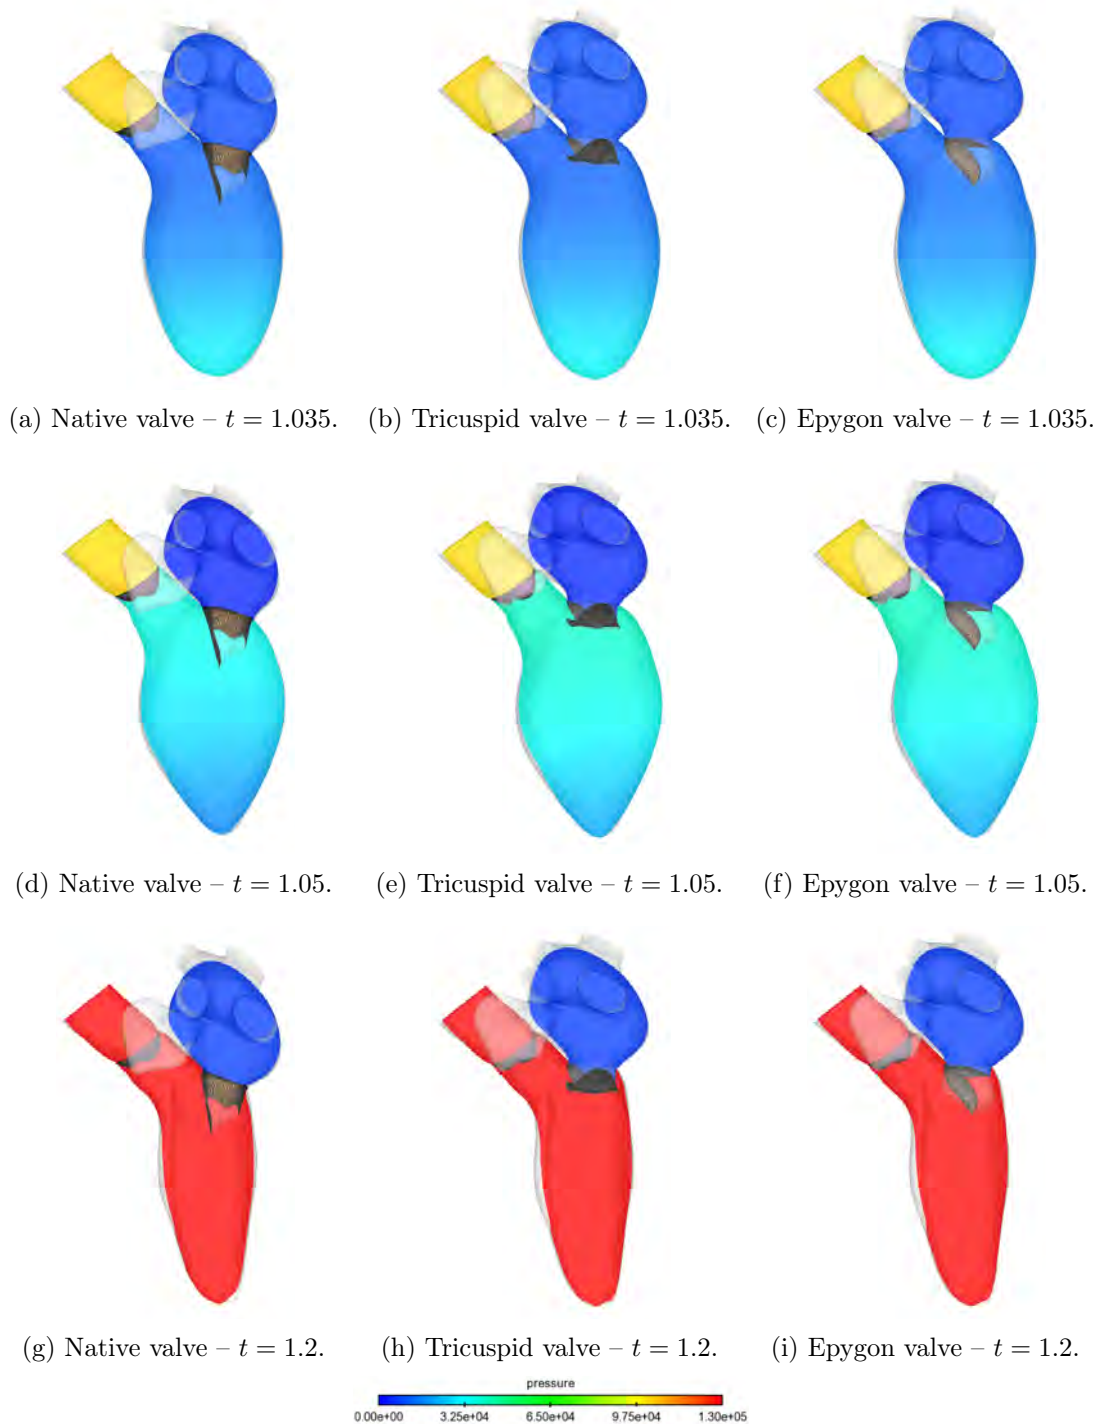 (a) Native valve – t = 1.035. (b) Tricuspid valve – t = 1.035. (c) Epygon valve – t = 1.035.
(d) Native valve – t = 1.05. (e) Tricuspid valve – t = 1.05. (f) Epygon valve – t = 1.05.
(g) Native valve – t = 1.2. (h) Tricuspid valve – t = 1.2. (i) Epygon valve – t = 1.2.
pressure
0.00e+00 3.25e+04 6.50e+04 9.75e+04 1.30e+05